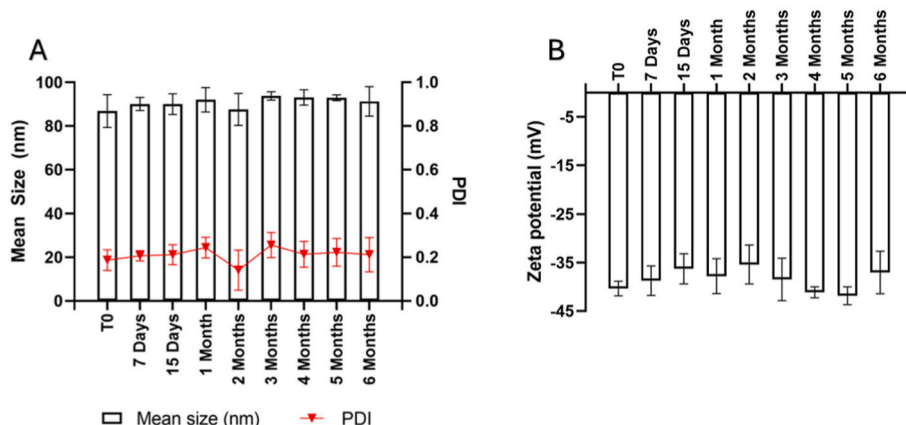 A
Mean Size (nm)
100
80
60
40
20
0
1.0
0.8
0.6
0.4
0.2
0.0
PDI
T0
7 Days
15 Days
1 Month
2 Months
3 Months
4 Months
5 Months
6 Months
Mean size (nm)
PDI
B
T0
7 Days
15 Days
1 Month
2 Months
3 Month
4 Months
5 Months
6 Months
Zeta potential (mV)
-5
-15
-25
-35
-45